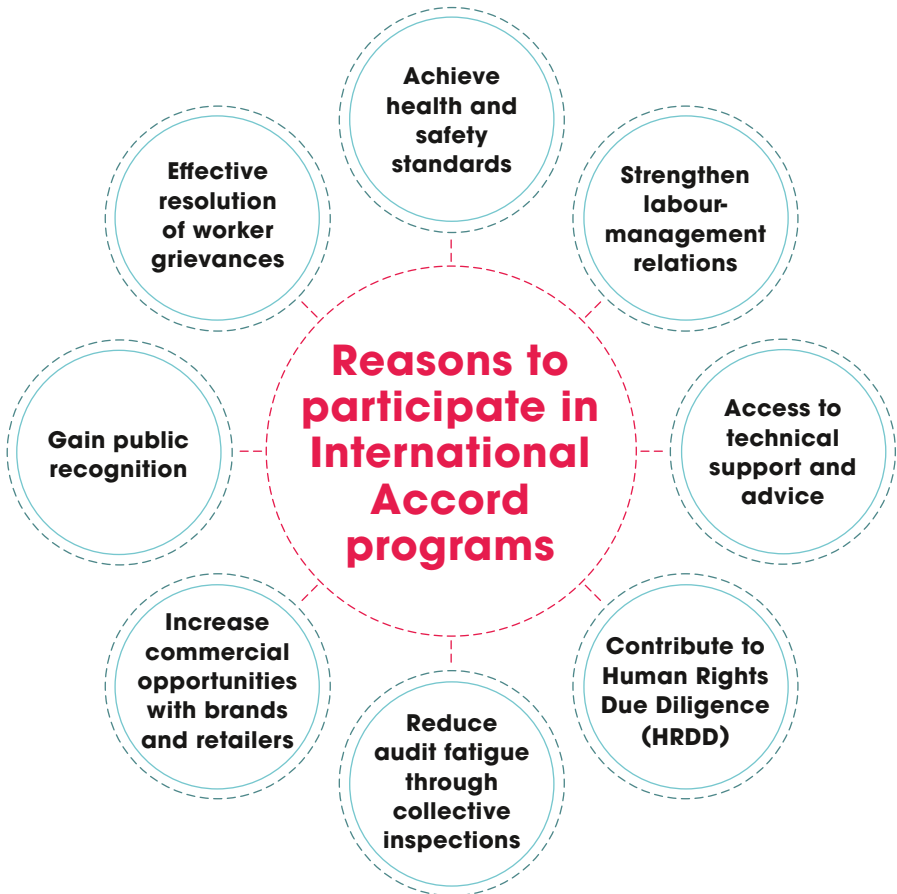 Reasons to
participate in
International
Accord
programs
Achieve
health and
safety
standards
Strengthen
labour-
management
relations
Access to
technical
support and
advice
Contribute to
Human Rights
Due Diligence
(HRDD)
Reduce
audit fatigue
through
collective
inspections
Increase
commercial
opportunities
with brands
and retailers
Gain public
recognition
Effective
resolution
of worker
grievances